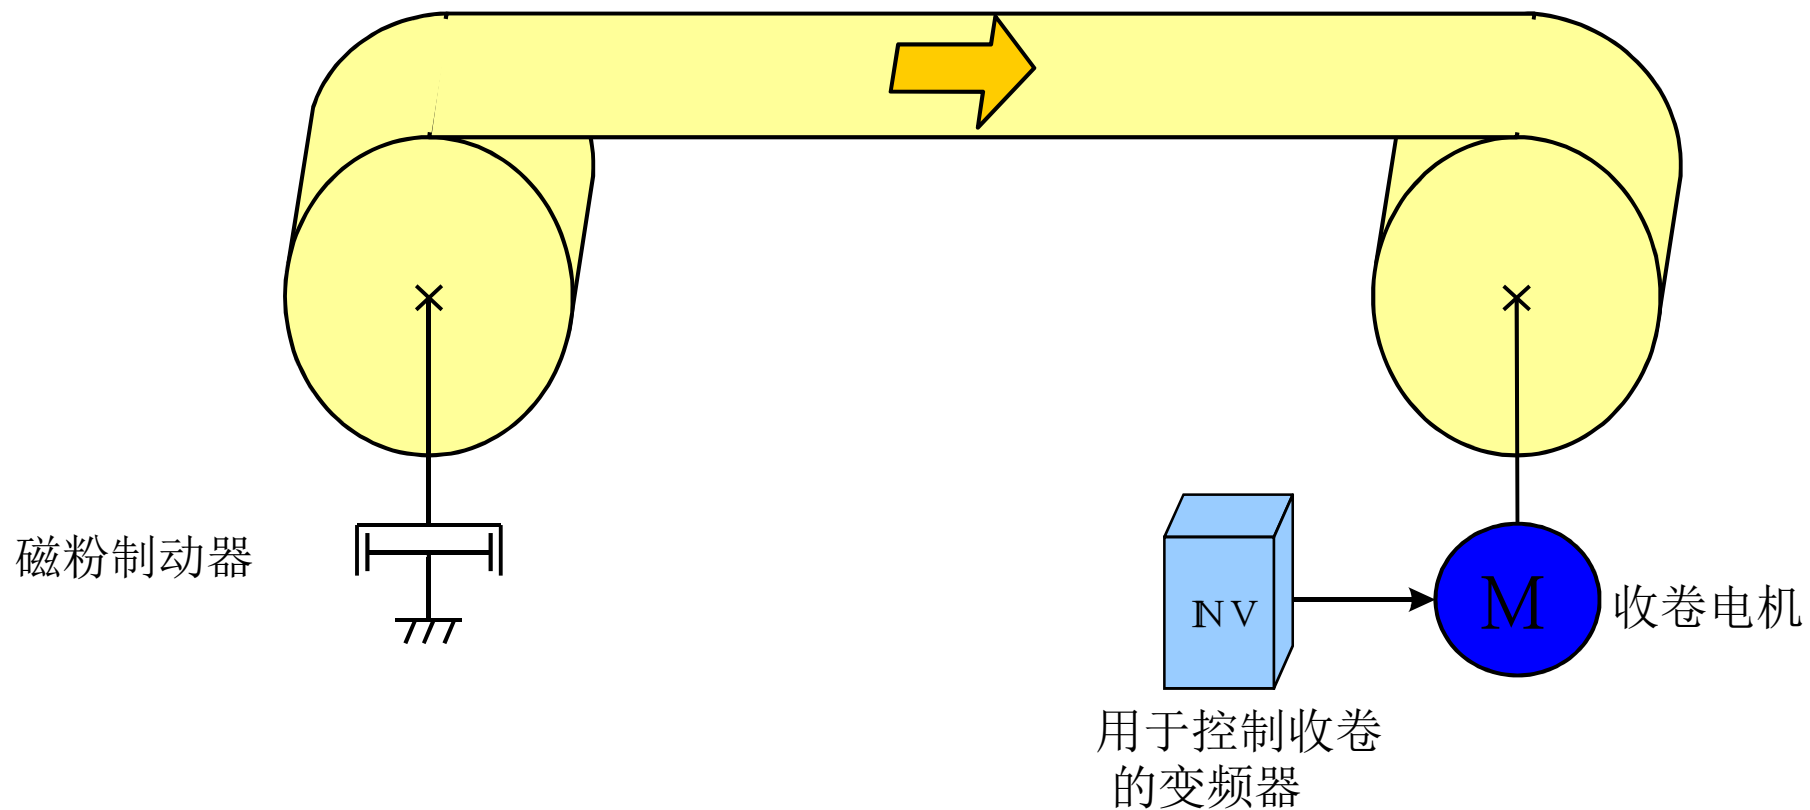 磁粉制动器
INV
M
收卷电机
用于控制收卷
的变频器